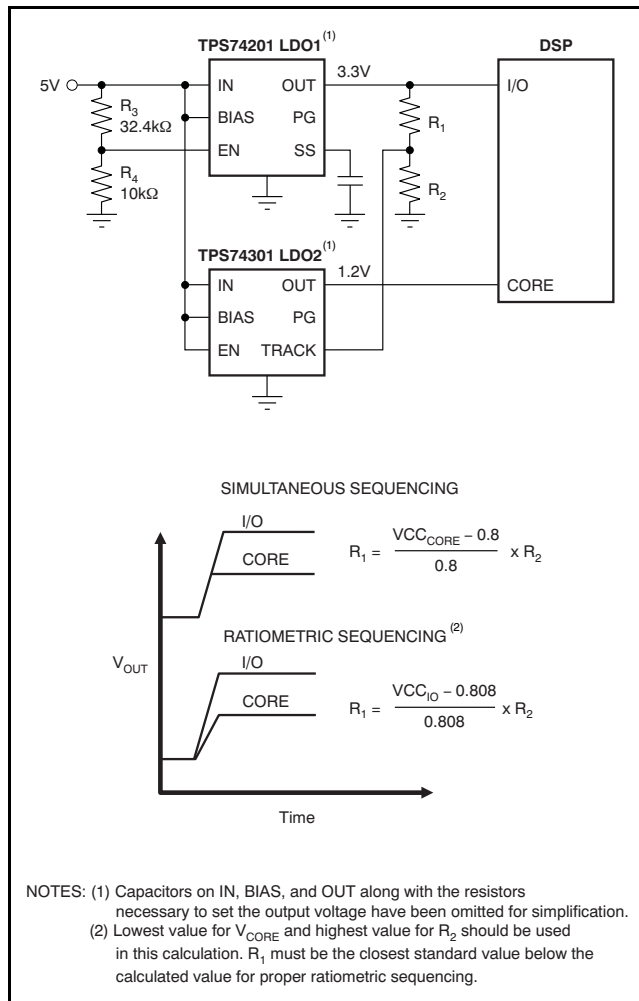 TPS74201 LDO1 (1)
DSP
5V
IN
OUT
3.3V
I/O
R3
32.4kΩ
BIAS
PG
R1
EN
SS
R4
10kΩ
R2
TPS74301 LDO2 (1)
IN
OUT
1.2V
CORE
BIAS
PG
EN
TRACK
SIMULTANEOUS SEQUENCING
I/O
CORE
R1 = (VCCCORE – 0.8) / 0.8 x R2
RATIOMETRIC SEQUENCING (2)
VOUT
I/O
CORE
R1 = (VCCIO – 0.808) / 0.808 x R2
Time
NOTES: (1) Capacitors on IN, BIAS, and OUT along with the resistors
necessary to set the output voltage have been omitted for simplification.
(2) Lowest value for VCORE and highest value for R2 should be used
in this calculation. R1 must be the closest standard value below the
calculated value for proper ratiometric sequencing.